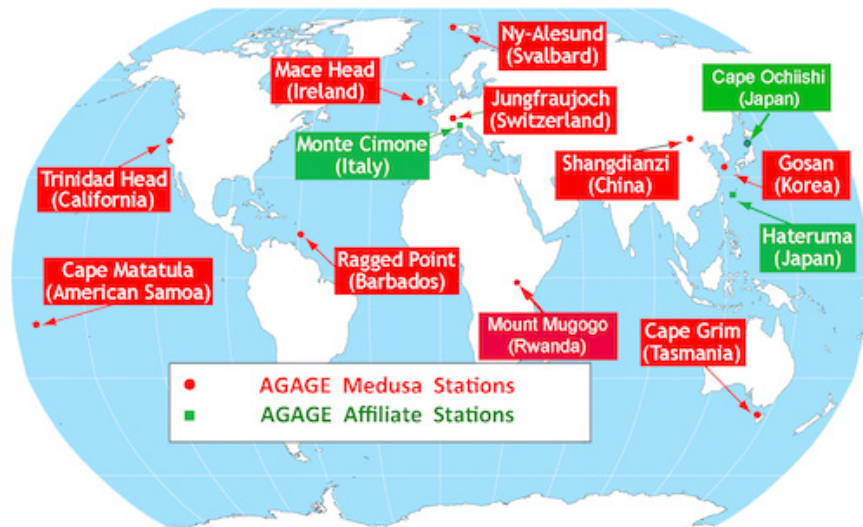 Ny-Alesund
(Svalbard)
Mace Head
(Ireland)
Cape Ochiishi
(Japan)
Jungfraujoch
(Switzerland)
Monte Cimone
(Italy)
Shangdianzi
(China)
Gosan
(Korea)
Trinidad Head
(California)
Hateruma
(Japan)
Ragged Point
(Barbados)
Cape Matatula
(American Samoa)
Mount Mugogo
(Rwanda)
Cape Grim
(Tasmania)
AGAGE Medusa Stations
AGAGE Affiliate Stations